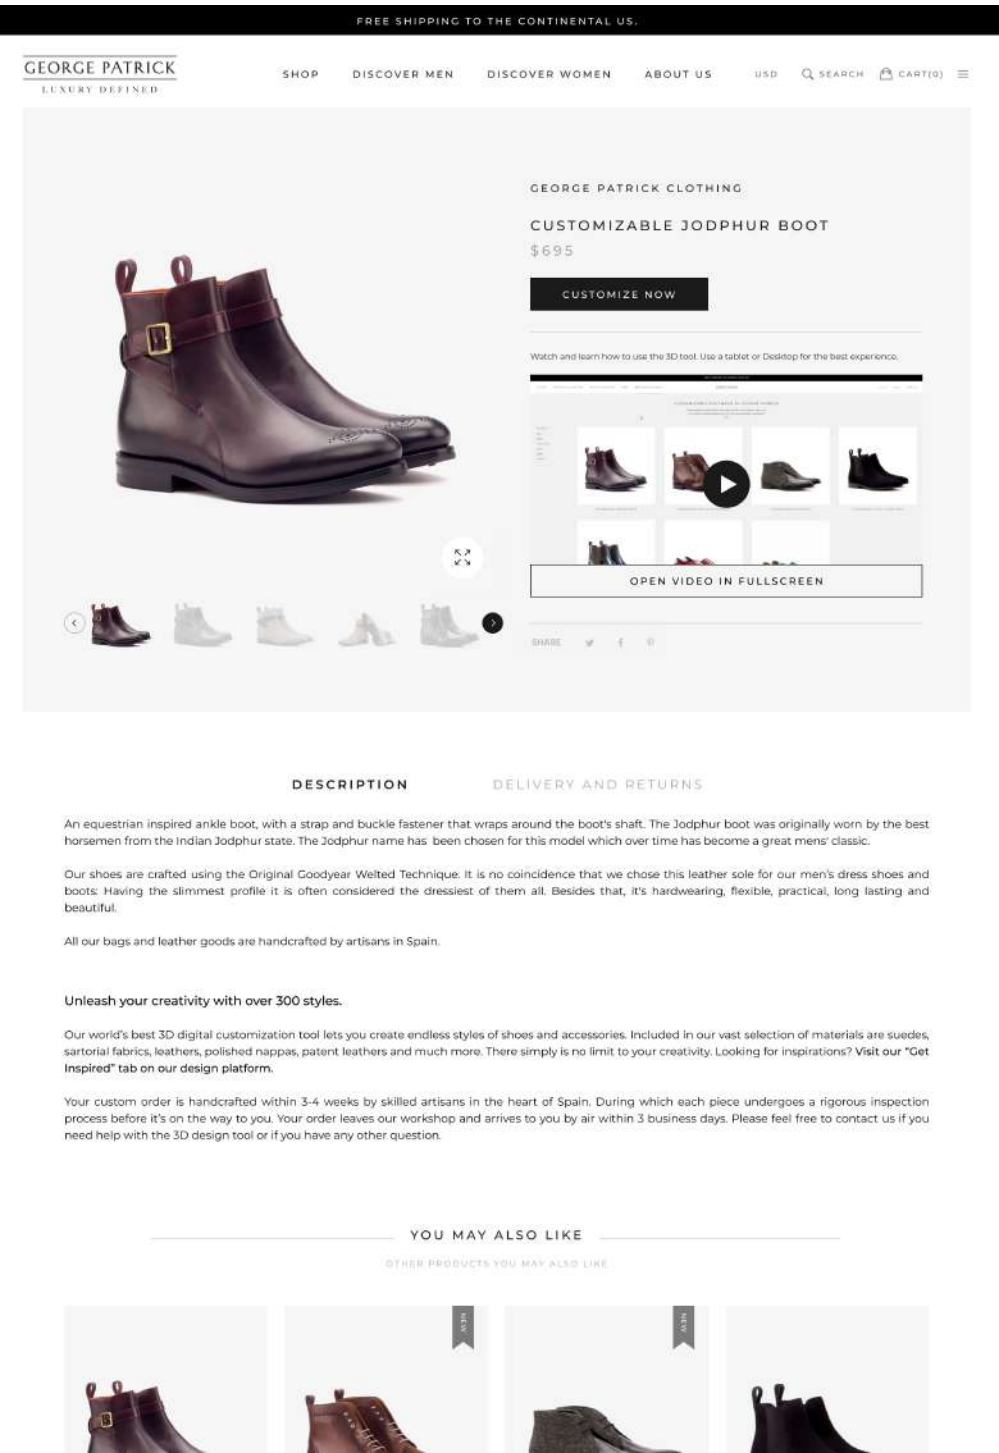 FREE SHIPPING TO THE CONTINENTAL US.
GEORGE PATRICK
LUXURY DEFINED
SHOP DISCOVER MEN DISCOVER WOMEN ABOUT US USD SEARCH CART(0)
GEORGE PATRICK CLOTHING
CUSTOMIZABLE JODPHUR BOOT
$695
CUSTOMIZE NOW
Watch and learn how to use the 3D tool. Use a tablet or Desktop for the best experience.
OPEN VIDEO IN FULLSCREEN
SHARE
DESCRIPTION DELIVERY AND RETURNS
An equestrian inspired ankle boot, with a strap and buckle fastener that wraps around the boot's shaft. The Jodphur boot was originally worn by the best
horsemen from the Indian Jodphur state. The Jodphur name has been chosen for this model which over time has become a great mens' classic.
Our shoes are crafted using the Original Goodyear Welted Technique. It is no coincidence that we chose this leather sole for our men's dress shoes and
boots: Having the slimmest profile it is often considered the dressiest of them all. Besides that, it's hardwearing, flexible, practical, long lasting and
beautiful.
All our bags and leather goods are handcrafted by artisans in Spain.
Unleash your creativity with over 300 styles.
Our world's best 3D digital customization tool lets you create endless styles of shoes and accessories. Included in our vast selection of materials are suedes,
sartorial fabrics, leathers, polished nappas, patent leathers and much more. There simply is no limit to your creativity. Looking for inspirations? Visit our "Get
Inspired" tab on our design platform.
Your custom order is handcrafted within 3-4 weeks by skilled artisans in the heart of Spain. During which each piece undergoes a rigorous inspection
process before it's on the way to you. Your order leaves our workshop and arrives to you by air within 3 business days. Please feel free to contact us if you
need help with the 3D design tool or if you have any other question.
YOU MAY ALSO LIKE
OTHER PRODUCTS YOU MAY ALSO LIKE
NEW
NEW